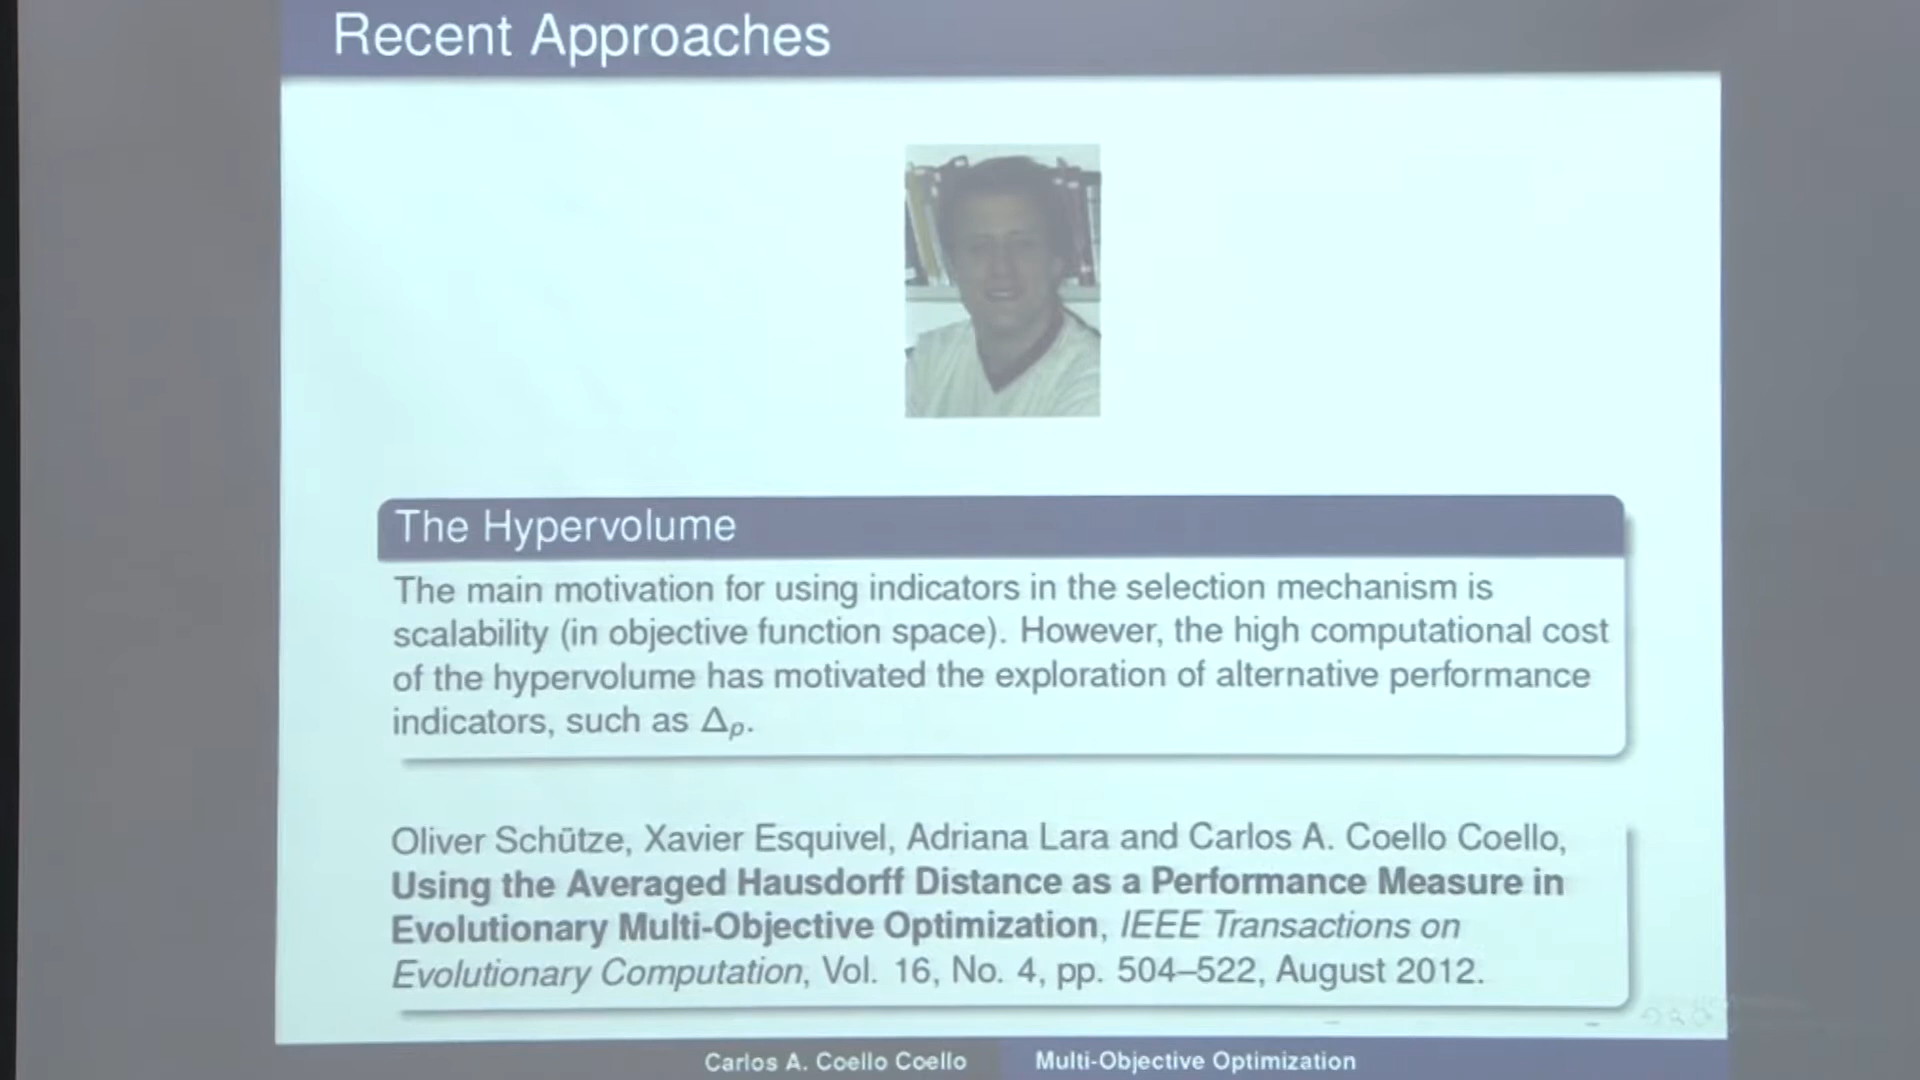 Recent Approaches
The Hypervolume
The main motivation for using indicators in the selection mechanism is
scalability (in objective function space). However, the high computational cost
of the hypervolume has motivated the exploration of alternative performance
indicators, such as Δₚ.
Oliver Schütze, Xavier Esquivel, Adriana Lara and Carlos A. Coello Coello,
Using the Averaged Hausdorff Distance as a Performance Measure in
Evolutionary Multi-Objective Optimization, IEEE Transactions on
Evolutionary Computation, Vol. 16, No. 4, pp. 504–522, August 2012.
Carlos A. Coello Coello Multi-Objective Optimization